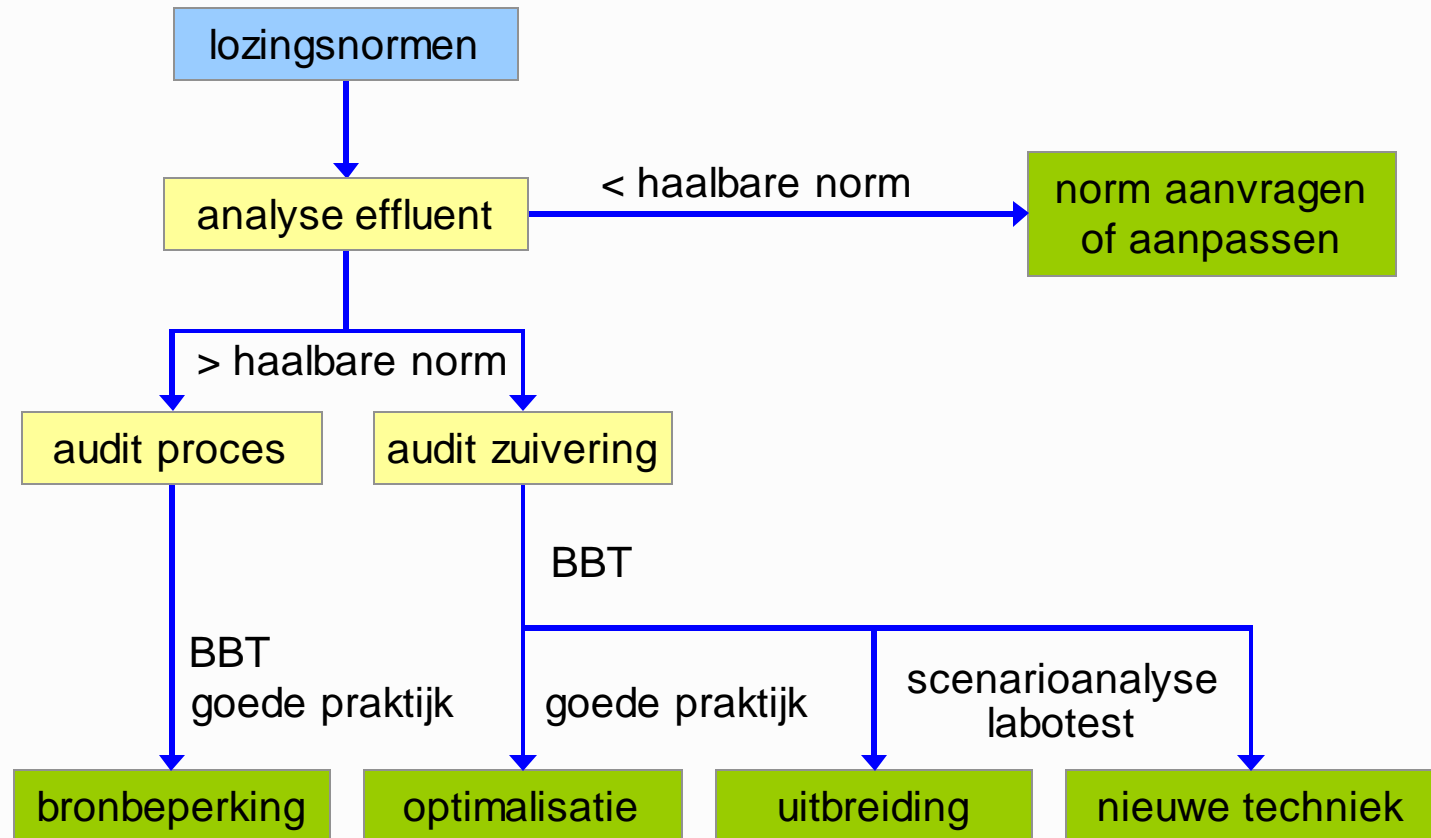 lozingsnormen
analyse effluent
< haalbare norm
norm aanvragen
of aanpassen
> haalbare norm
audit proces
audit zuivering
BBT
BBT
goede praktijk
goede praktijk
scenarioanalyse
labotest
bronbeperking
optimalisatie
uitbreiding
nieuwe techniek